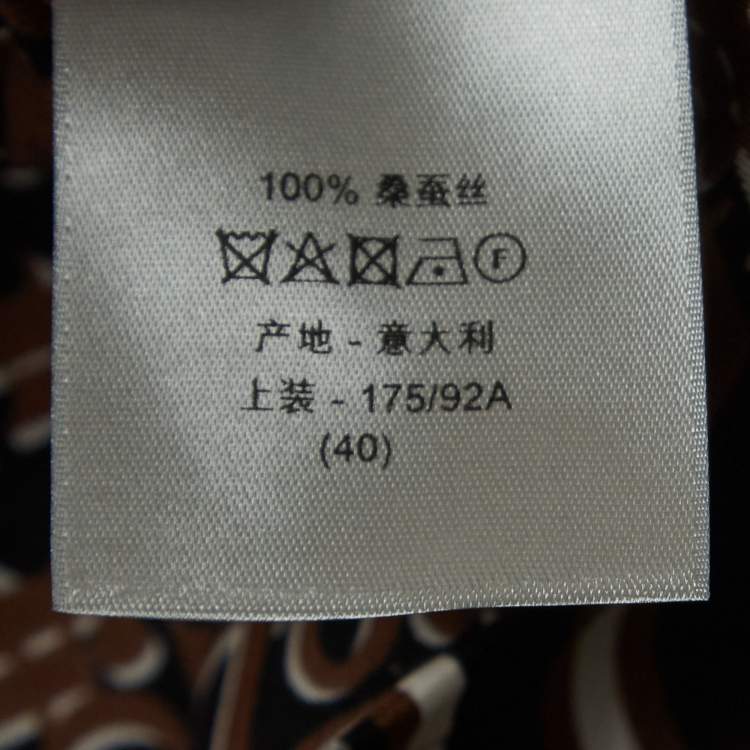 100% 桑蚕丝
F
产地 - 意大利
上装 - 175/92A
(40)